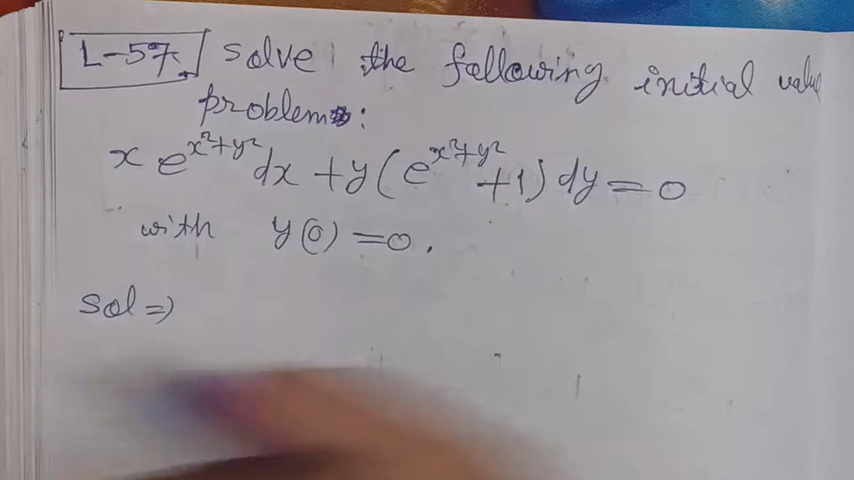 L-57. solve the following initial value
problem:
x e^{x²+y²} dx + y(e^{x²+y²} + 1) dy = 0
with y(0) = 0.
sol ⇒